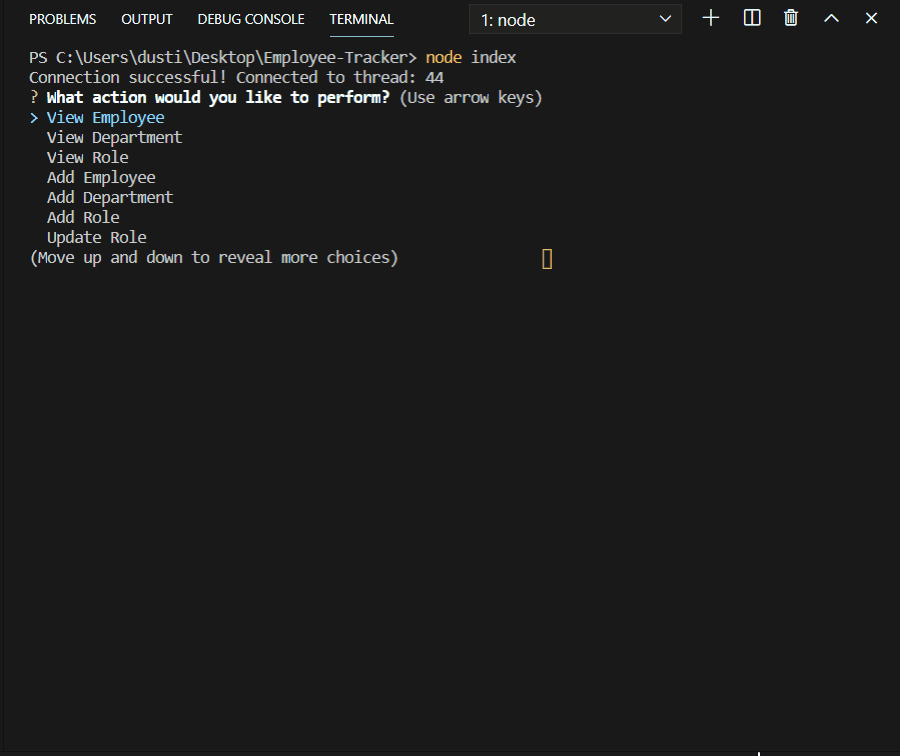 PROBLEMS OUTPUT DEBUG CONSOLE TERMINAL 1: node
PS C:\Users\dusti\Desktop\Employee-Tracker> node index
Connection successful! Connected to thread: 44
? What action would you like to perform? (Use arrow keys)
> View Employee
View Department
View Role
Add Employee
Add Department
Add Role
Update Role
(Move up and down to reveal more choices)